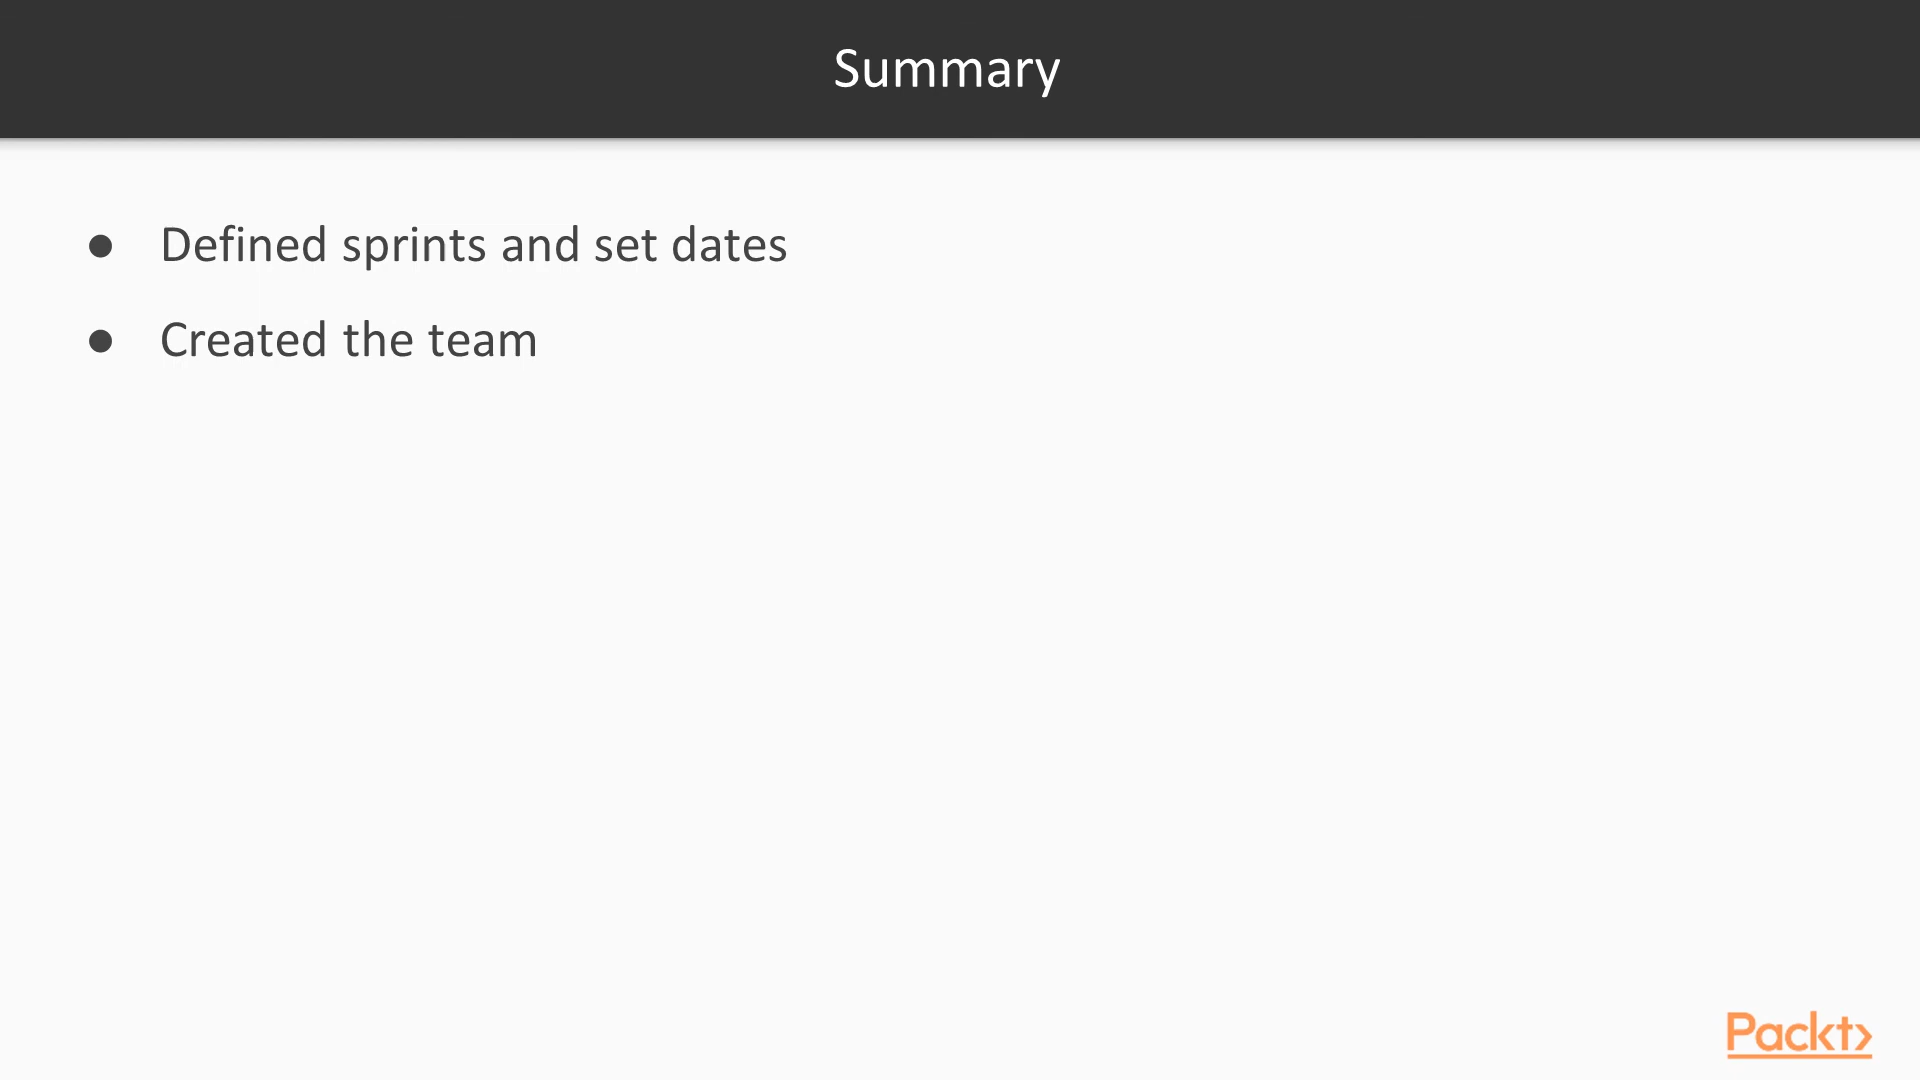 Summary
● Defined sprints and set dates
● Created the team
Packt>